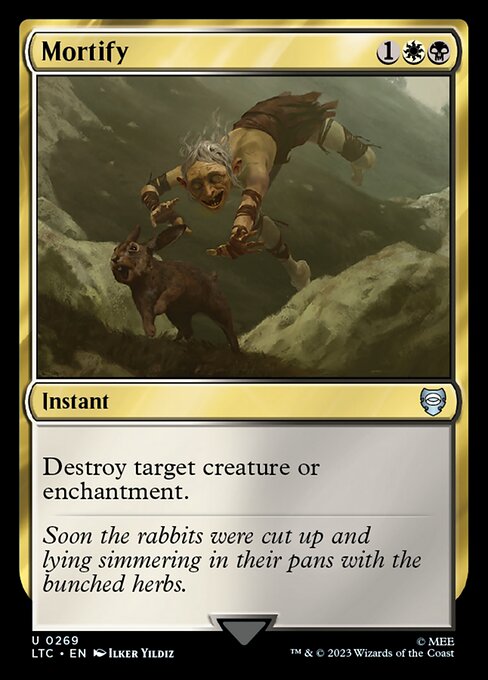 Mortify 1
Instant
Destroy target creature or
enchantment.
Soon the rabbits were cut up and
lying simmering in their pans with the
bunched herbs.
U 0269
© MEE
LTC • EN ILKER YILDIZ
™ & © 2023 Wizards of the Coast